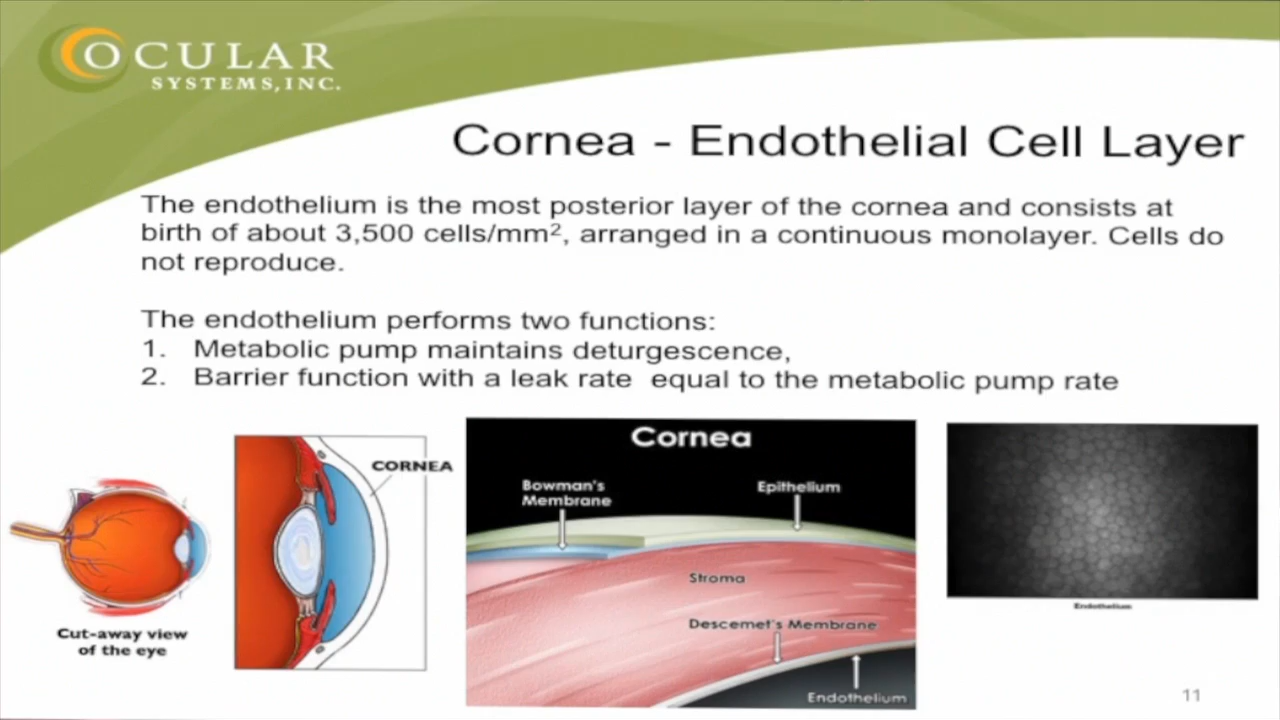 OCULAR
SYSTEMS, INC.
Cornea - Endothelial Cell Layer
The endothelium is the most posterior layer of the cornea and consists at
birth of about 3,500 cells/mm², arranged in a continuous monolayer. Cells do
not reproduce.
The endothelium performs two functions:
1. Metabolic pump maintains deturgescence,
2. Barrier function with a leak rate equal to the metabolic pump rate
Cut-away view
of the eye
CORNEA
Cornea
Bowman's
Membrane
Epithelium
Stroma
Descemet's Membrane
Endothelium
Endothelium
11